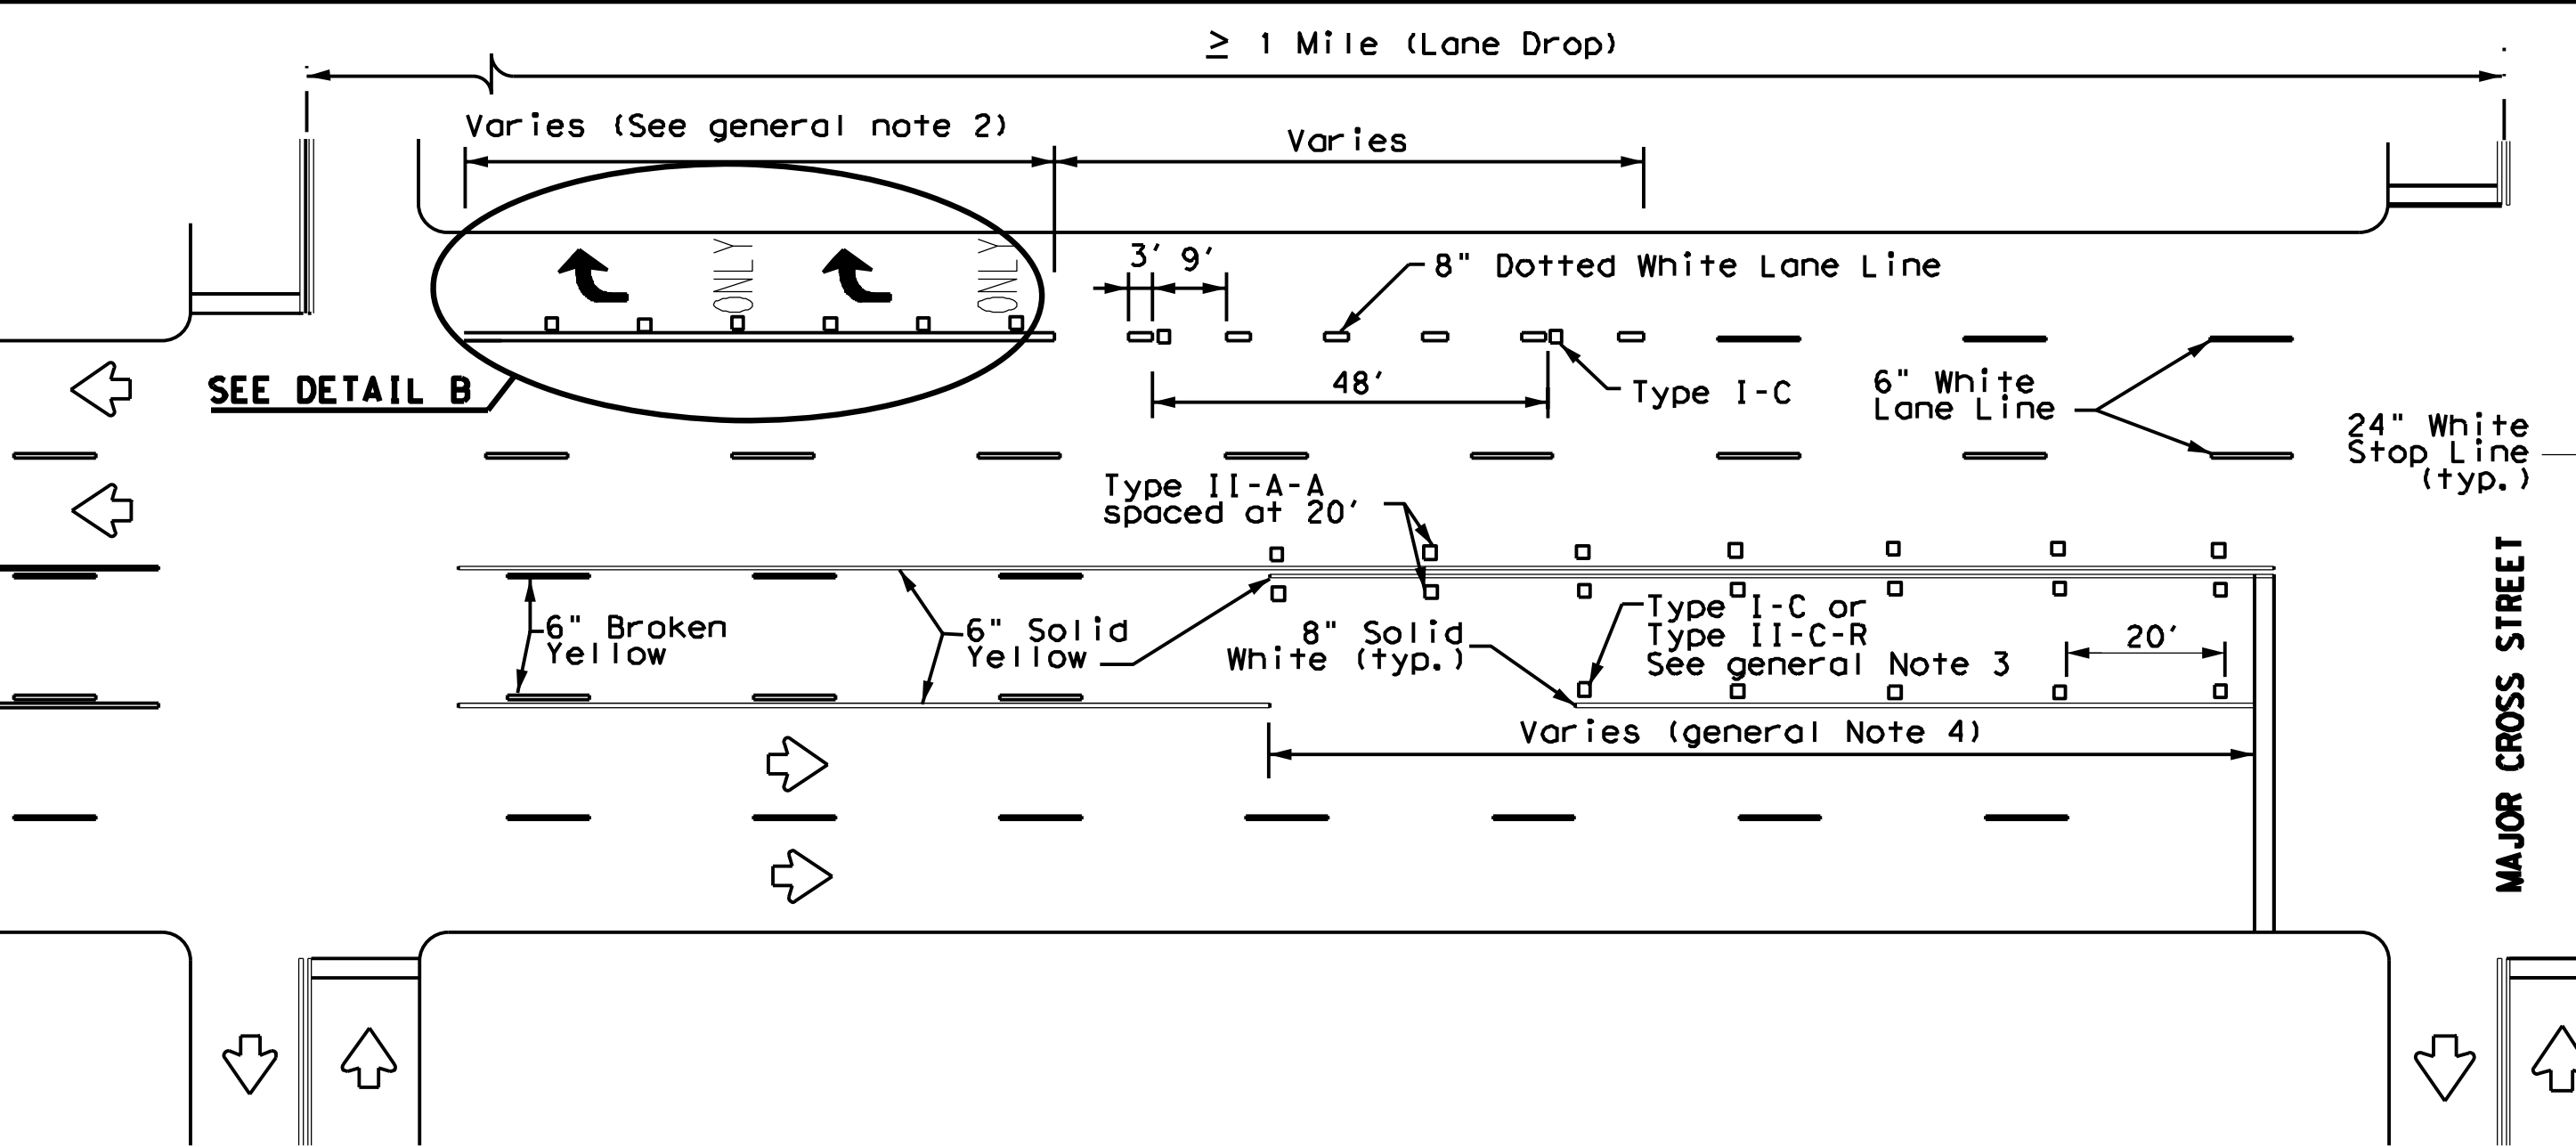 ≥ 1 Mile (Lane Drop)
Varies (See general note 2)
Varies
3' 9'
8" Dotted White Lane Line
ONLY
ONLY
SEE DETAIL B
48'
Type I-C
6" White
Lane Line
24" White
Stop Line
(typ.)
Type II-A-A
spaced at 20'
6" Broken
Yellow
6" Solid
Yellow
8" Solid
White (typ.)
Type I-C or
Type II-C-R
See general Note 3
20'
Varies (general Note 4)
MAJOR CROSS STREET